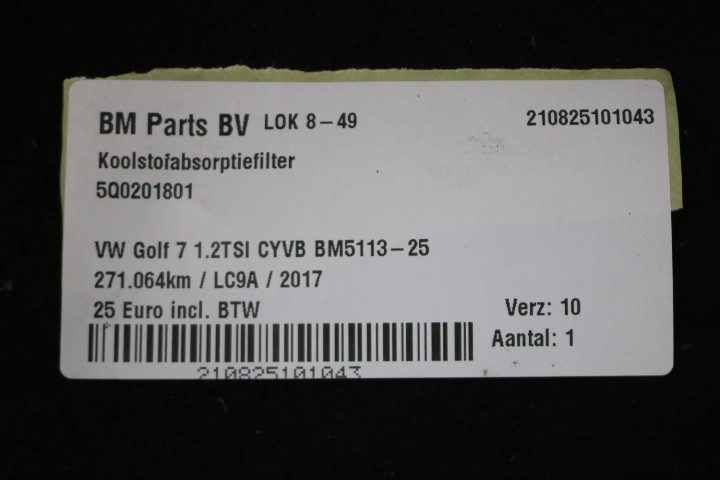 BM Parts BV LOK 8-49 210825101043
Koolstofabsorptiefilter
5Q0201801
VW Golf 7 1.2TSI CYVB BM5113-25
271.064km / LC9A / 2017
25 Euro incl. BTW Verz: 10
Aantal: 1
210825101043